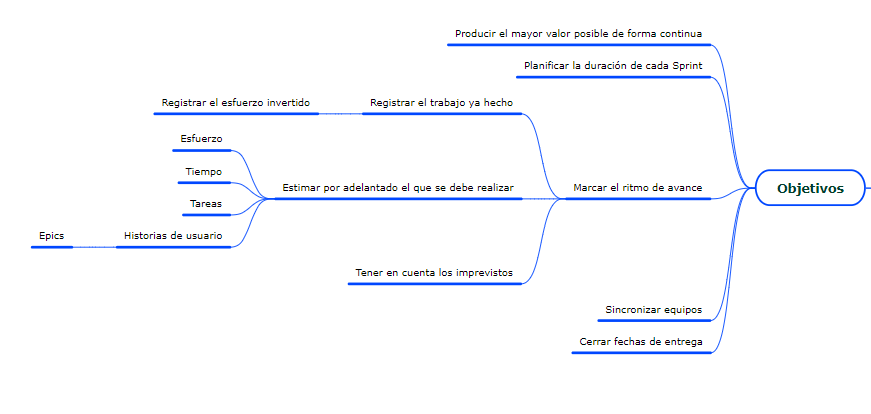 Producir el mayor valor posible de forma continua
Planificar la duración de cada Sprint
Registrar el esfuerzo invertido
Registrar el trabajo ya hecho
Esfuerzo
Tiempo
Estimar por adelantado el que se debe realizar
Marcar el ritmo de avance
Objetivos
Tareas
Historias de usuario
Epics
Tener en cuenta los imprevistos
Sincronizar equipos
Cerrar fechas de entrega